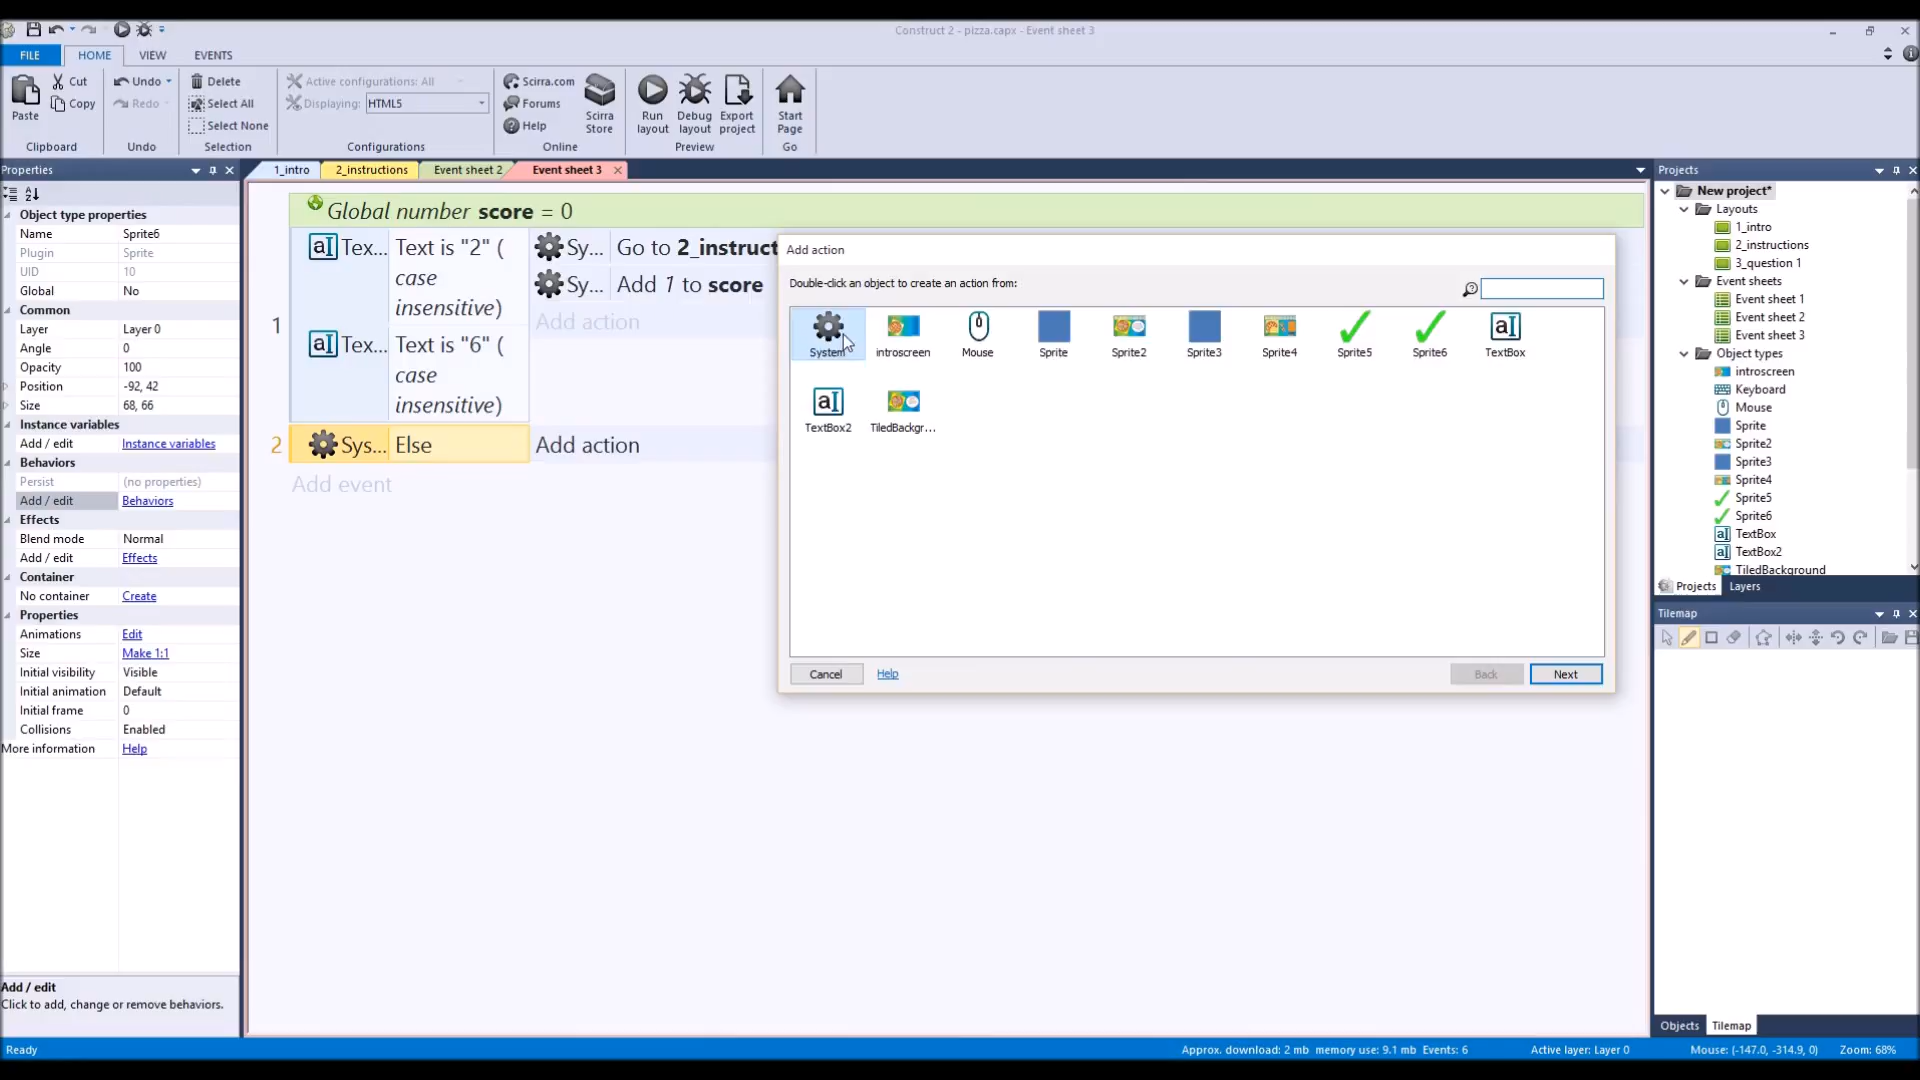 Construct 2 - pizza.capx - Event sheet 3
FILE
HOME
VIEW
EVENTS
Paste
Cut
Copy
Clipboard
Undo
Redo
Undo
Delete
Select All
Select None
Selection
Active configurations: All
Displaying: HTML5
Configurations
Scirra.com
Forums
Help
Scirra
Store
Online
Run
layout
Debug
layout
Export
project
Preview
Start
Page
Go
Properties
1_intro
2_instructions
Event sheet 2
Event sheet 3
Projects
Object type properties
Name Sprite6
Plugin Sprite
UID 10
Global No
Common
Layer Layer 0
Angle 0
Opacity 100
Position -92, 42
Size 68, 66
Instance variables
Add / edit Instance variables
Behaviors
Persist (no properties)
Add / edit Behaviors
Effects
Blend mode Normal
Add / edit Effects
Container
No container Create
Properties
Animations Edit
Size Make 1:1
Initial visibility Visible
Initial animation Default
Initial frame 0
Collisions Enabled
More information Help
Add / edit
Click to add, change or remove behaviors.
Global number score = 0
1
aI Tex... Text is "2" (
case
insensitive)
aI Tex... Text is "6" (
case
insensitive)
Sy... Go to 2_instruct
Sy... Add 1 to score
Add action
2
Sys... Else
Add action
Add event
Add action
Double-click an object to create an action from:
System
introscreen
Mouse
Sprite
Sprite2
Sprite3
Sprite4
Sprite5
Sprite6
TextBox
TextBox2
TiledBackgr...
Cancel
Help
Back
Next
New project*
Layouts
1_intro
2_instructions
3_question 1
Event sheets
Event sheet 1
Event sheet 2
Event sheet 3
Object types
introscreen
Keyboard
Mouse
Sprite
Sprite2
Sprite3
Sprite4
Sprite5
Sprite6
TextBox
TextBox2
TiledBackground
Projects
Layers
Tilemap
Objects
Tilemap
Ready
Approx. download: 2 mb memory use: 9.1 mb Events: 6
Active layer: Layer 0
Mouse: (-147.0, -314.9, 0)
Zoom: 68%